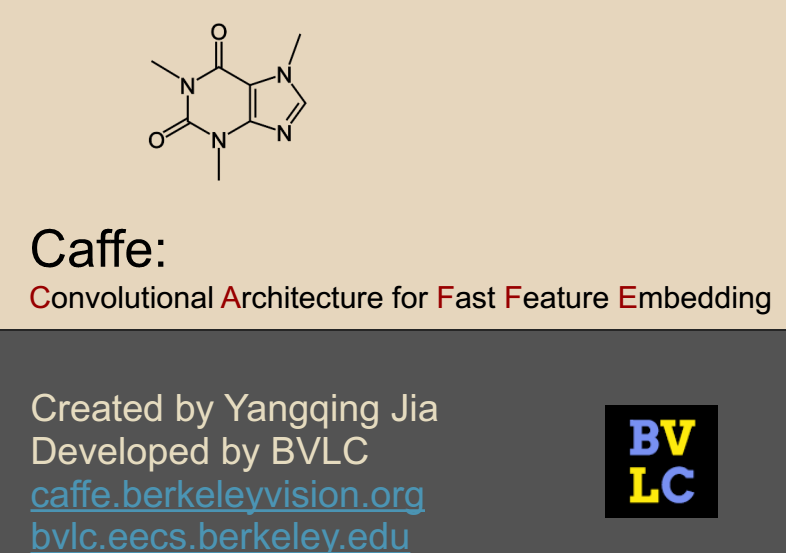 O
N
N
O
N
N
Caffe:
Convolutional Architecture for Fast Feature Embedding
Created by Yangqing Jia
Developed by BVLC
caffe.berkeleyvision.org
bvlc.eecs.berkeley.edu
BV
LC